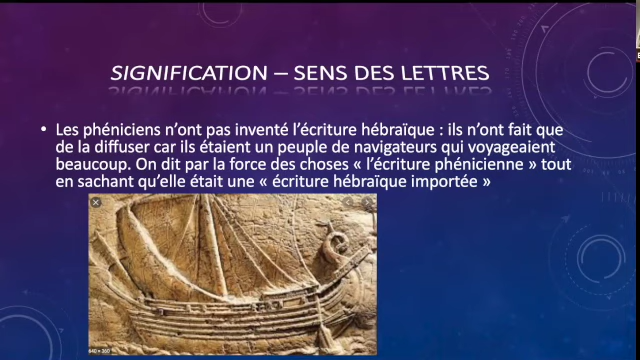 SIGNIFICATION – SENS DES LETTRES
• Les phéniciens n'ont pas inventé l'écriture hébraïque : ils n'ont fait que
de la diffuser car ils étaient un peuple de navigateurs qui voyageaient
beaucoup. On dit par la force des choses « l'écriture phénicienne » tout
en sachant qu'elle était une « écriture hébraïque importée »
640 × 360